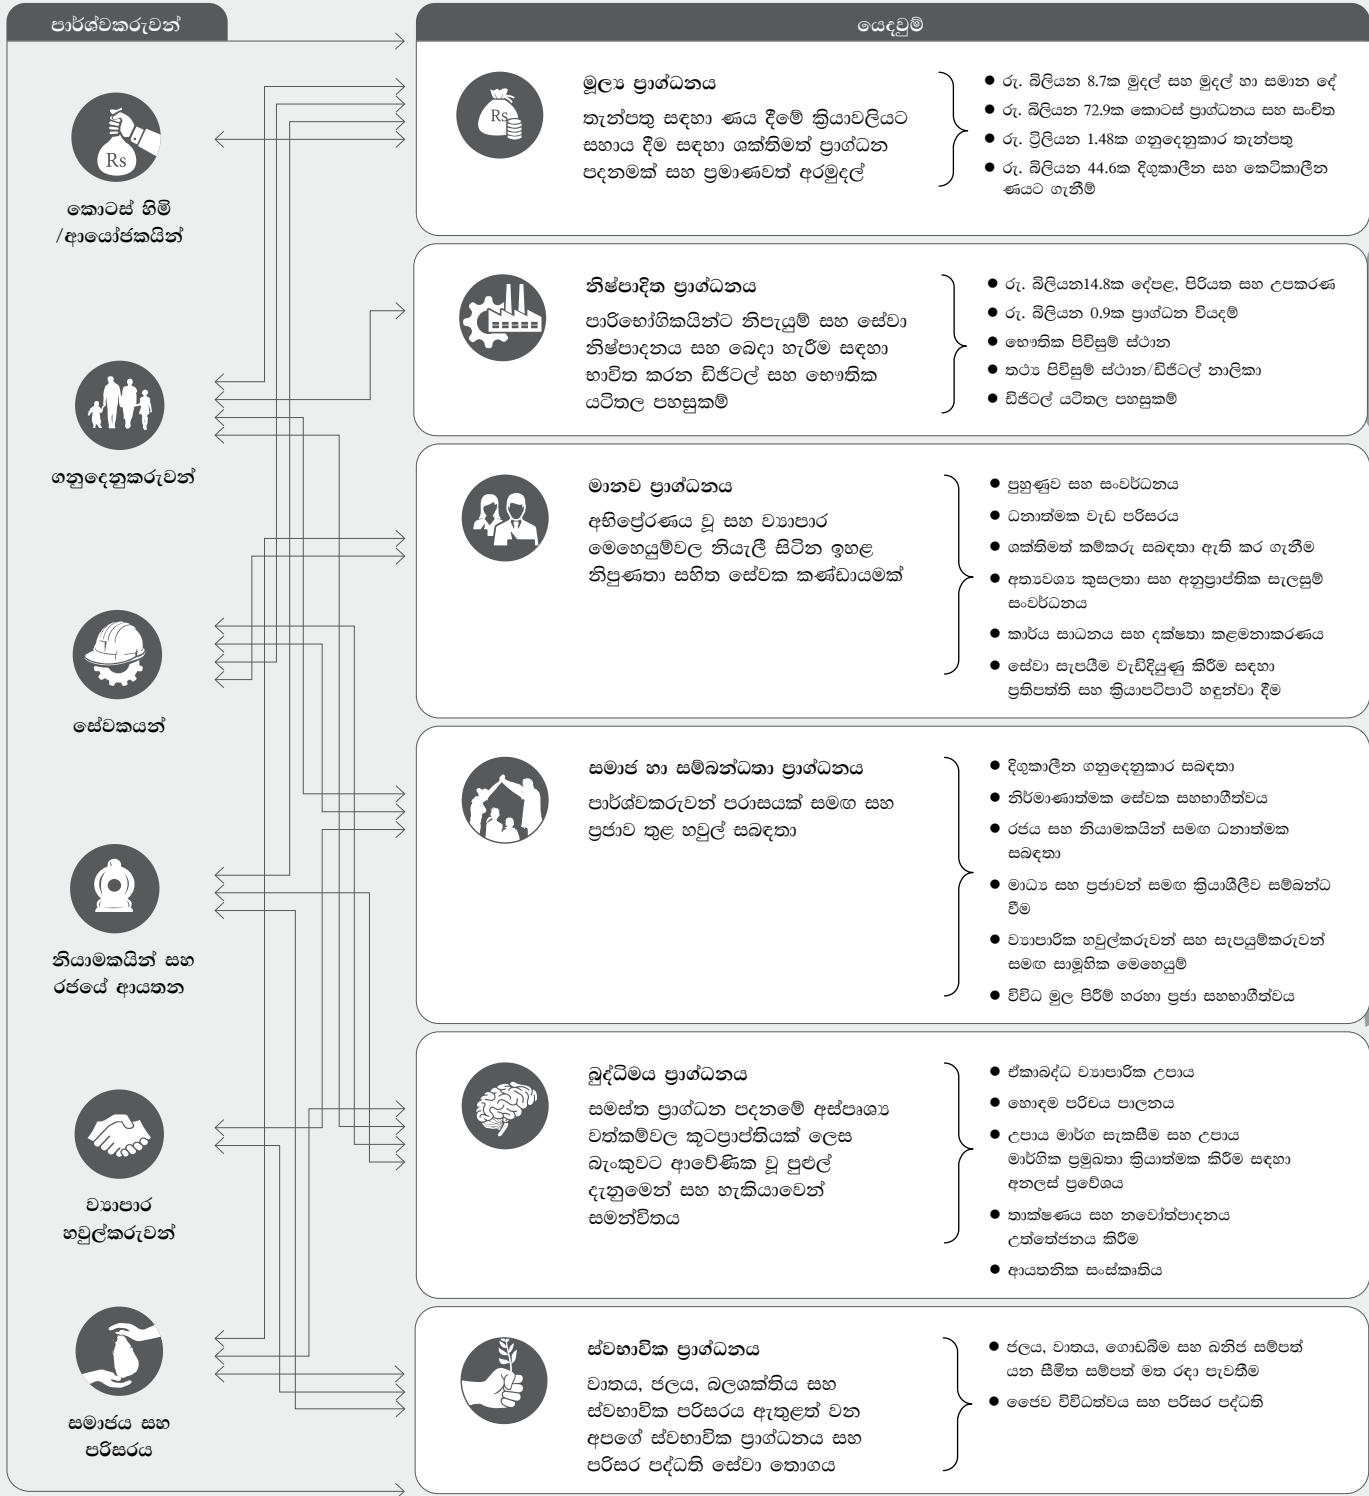 පාර්ශ්වකරුවන්
Rs
කොටස් හිමි
/ආයෝජකයින්
ගනුදෙනුකරුවන්
සේවකයන්
නියාමකයින් සහ
රජයේ ආයතන
ව්‍යාපාර
හවුල්කරුවන්
සමාජය සහ
පරිසරය
යෙදවුම්
Rs
මූල්‍ය ප්‍රාග්ධනය
තැන්පතු සඳහා ණය දීමේ ක්‍රියාවලියට
සහාය දීම සඳහා ශක්තිමත් ප්‍රාග්ධන
පදනමක් සහ ප්‍රමාණවත් අරමුදල්
● රු. බිලියන 8.7ක මුදල් සහ මුදල් හා සමාන දේ
● රු. බිලියන 72.9ක කොටස් ප්‍රාග්ධනය සහ සංචිත
● රු. ට්‍රිලියන 1.48ක ගනුදෙනුකාර තැන්පතු
● රු. බිලියන 44.6ක දිගුකාලීන සහ කෙටිකාලීන
ණයට ගැනීම්
නිෂ්පාදිත ප්‍රාග්ධනය
පාරිභෝගිකයින්ට නිපැයුම් සහ සේවා
නිෂ්පාදනය සහ බෙදා හැරීම සඳහා
භාවිත කරන ඩිජිටල් සහ භෞතික
යටිතල පහසුකම්
● රු. බිලියන14.8ක දේපළ, පිරියත සහ උපකරණ
● රු. බිලියන 0.9ක ප්‍රාග්ධන වියදම්
● භෞතික පිවිසුම් ස්ථාන
● තථ්‍ය පිවිසුම් ස්ථාන/ඩිජිටල් නාලිකා
● ඩිජිටල් යටිතල පහසුකම්
මානව ප්‍රාග්ධනය
අභිප්‍රේරණය වූ සහ ව්‍යාපාර
මෙහෙයුම්වල නියැලී සිටින ඉහළ
නිපුණතා සහිත සේවක කණ්ඩායමක්
● පුහුණුව සහ සංවර්ධනය
● ධනාත්මක වැඩ පරිසරය
● ශක්තිමත් කම්කරු සබඳතා ඇති කර ගැනීම
● අත්‍යවශ්‍ය කුසලතා සහ අනුප්‍රාප්තික සැලසුම්
සංවර්ධනය
● කාර්ය සාධනය සහ දක්ෂතා කළමනාකරණය
● සේවා සැපයීම වැඩිදියුණු කිරීම සඳහා
ප්‍රතිපත්ති සහ ක්‍රියාපටිපාටි හඳුන්වා දීම
සමාජ හා සම්බන්ධතා ප්‍රාග්ධනය
පාර්ශ්වකරුවන් පරාසයක් සමඟ සහ
ප්‍රජාව තුළ හවුල් සබඳතා
● දිගුකාලීන ගනුදෙනුකාර සබඳතා
● නිර්මාණාත්මක සේවක සහභාගීත්වය
● රජය සහ නියාමකයින් සමඟ ධනාත්මක
සබඳතා
● මාධ්‍ය සහ ප්‍රජාවන් සමඟ ක්‍රියාශීලීව සම්බන්ධ
වීම
● ව්‍යාපාරික හවුල්කරුවන් සහ සැපයුම්කරුවන්
සමඟ සාමූහික මෙහෙයුම්
● විවිධ මුල පිරීම් හරහා ප්‍රජා සහභාගීත්වය
බුද්ධිමය ප්‍රාග්ධනය
සමස්ත ප්‍රාග්ධන පදනමේ අස්පෘශ්‍ය
වත්කම්වල කූටප්‍රාප්තියක් ලෙස
බැංකුවට ආවේණික වූ පුළුල්
දැනුමෙන් සහ හැකියාවෙන්
සමන්විතය
● ඒකාබද්ධ ව්‍යාපාරික උපාය
● හොඳම පරිචය පාලනය
● උපාය මාර්ග සැකසීම සහ උපාය
මාර්ගික ප්‍රමුඛතා ක්‍රියාත්මක කිරීම සඳහා
අනලස් ප්‍රවේශය
● තාක්ෂණය සහ නවෝත්පාදනය
උත්තේජනය කිරීම
● ආයතනික සංස්කෘතිය
ස්වභාවික ප්‍රාග්ධනය
වාතය, ජලය, බලශක්තිය සහ
ස්වභාවික පරිසරය ඇතුළත් වන
අපගේ ස්වභාවික ප්‍රාග්ධනය සහ
පරිසර පද්ධති සේවා තොගය
● ජලය, වාතය, ගොඩබිම සහ ඛනිජ සම්පත්
යන සීමිත සම්පත් මත රඳා පැවතීම
● ජෛව විවිධත්වය සහ පරිසර පද්ධති